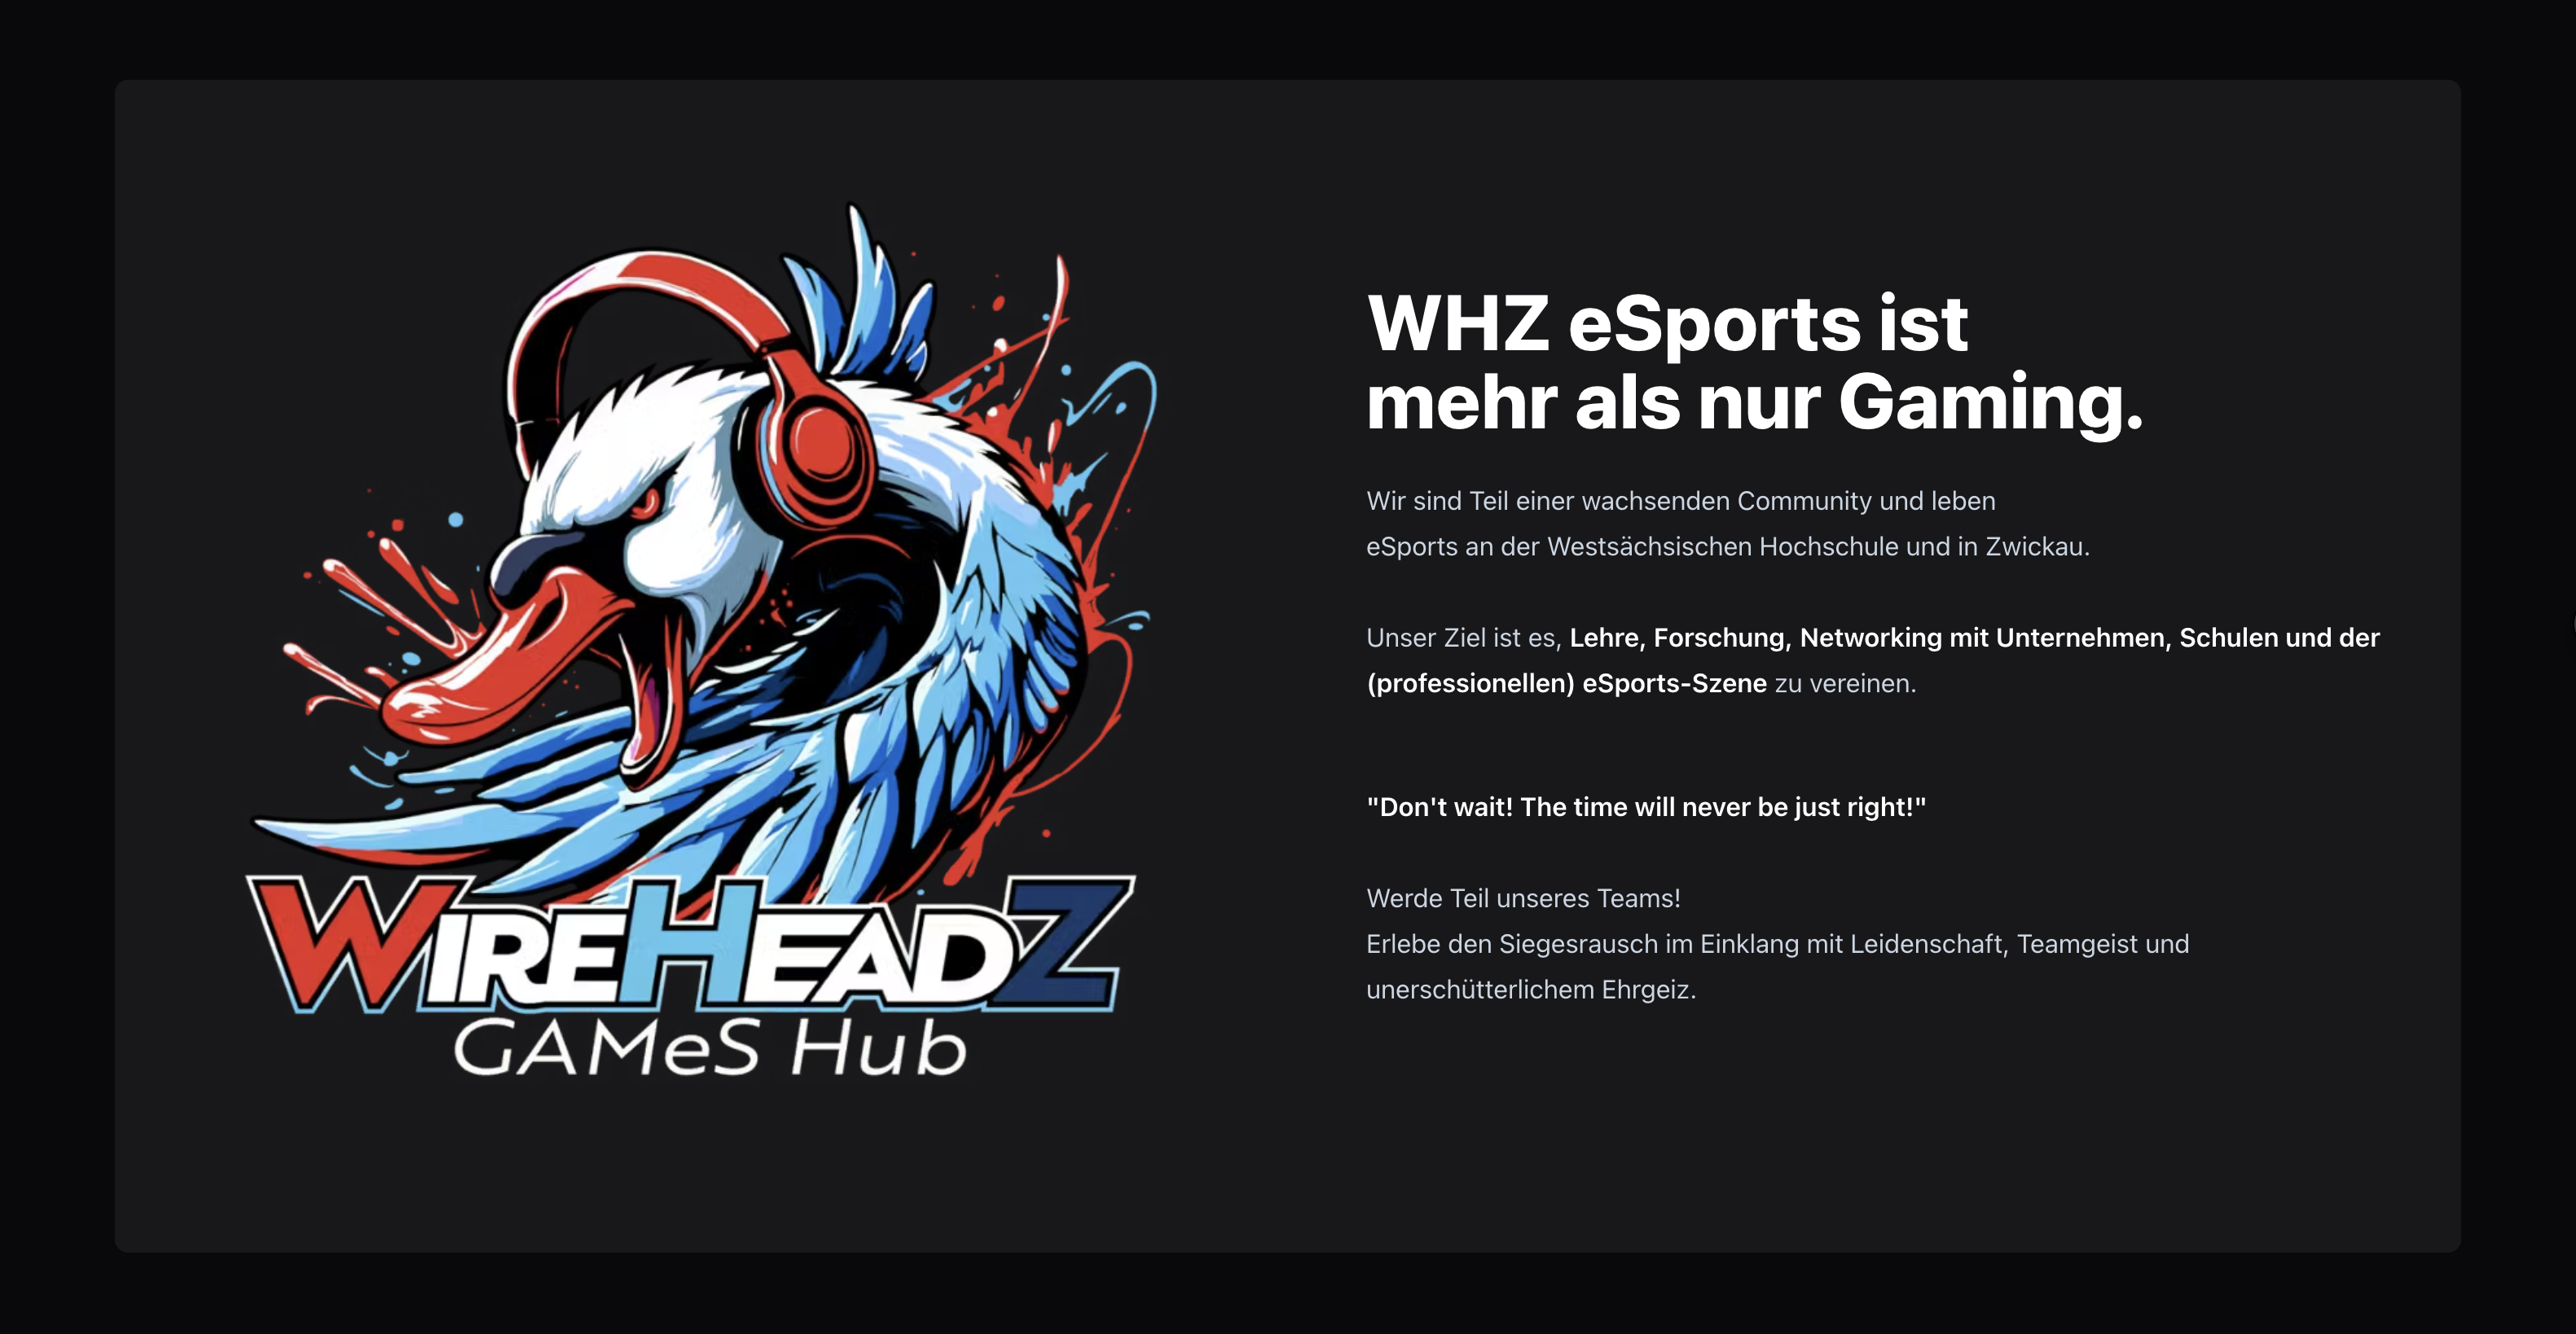 WIREHEADZ
GAMeS Hub
WHZ eSports ist
mehr als nur Gaming.
Wir sind Teil einer wachsenden Community und leben
eSports an der Westsächsischen Hochschule und in Zwickau.
Unser Ziel ist es, Lehre, Forschung, Networking mit Unternehmen, Schulen und der
(professionellen) eSports-Szene zu vereinen.
"Don't wait! The time will never be just right!"
Werde Teil unseres Teams!
Erlebe den Siegesrausch im Einklang mit Leidenschaft, Teamgeist und
unerschütterlichem Ehrgeiz.